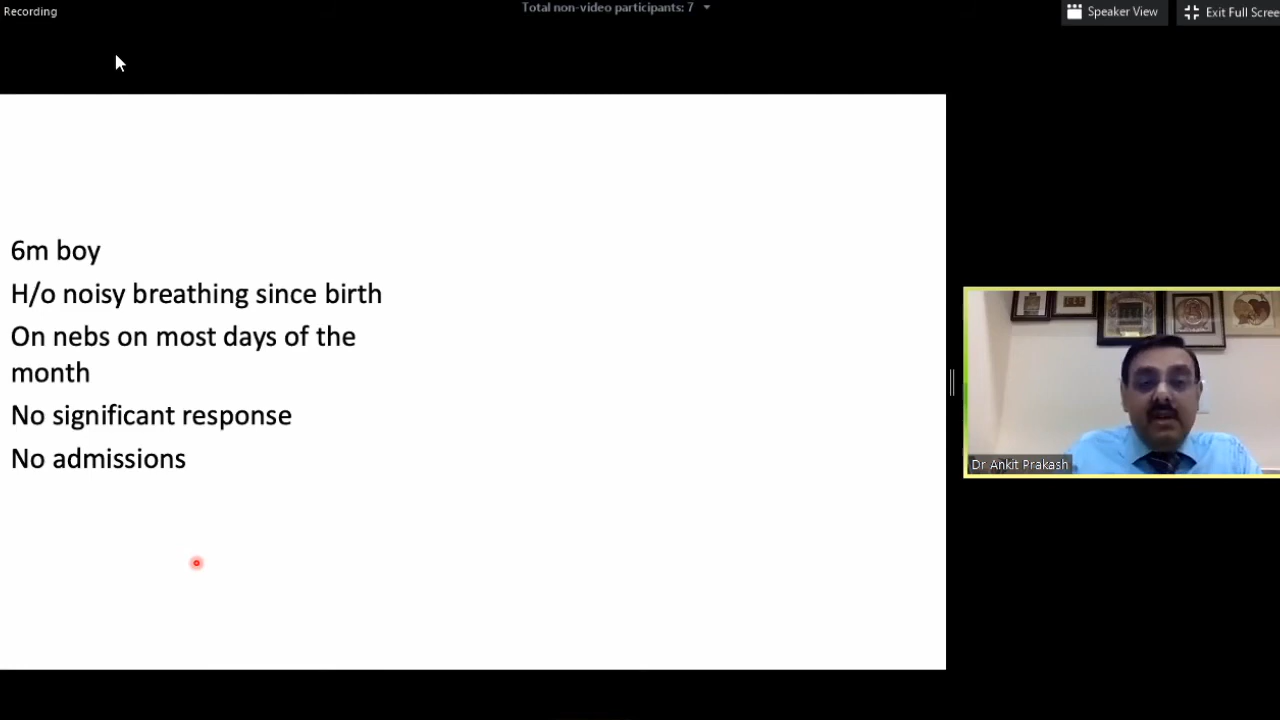 Recording
Total non-video participants: 7
Speaker View
Exit Full Scree
6m boy
H/o noisy breathing since birth
On nebs on most days of the
month
No significant response
No admissions
Dr Ankit Prakash